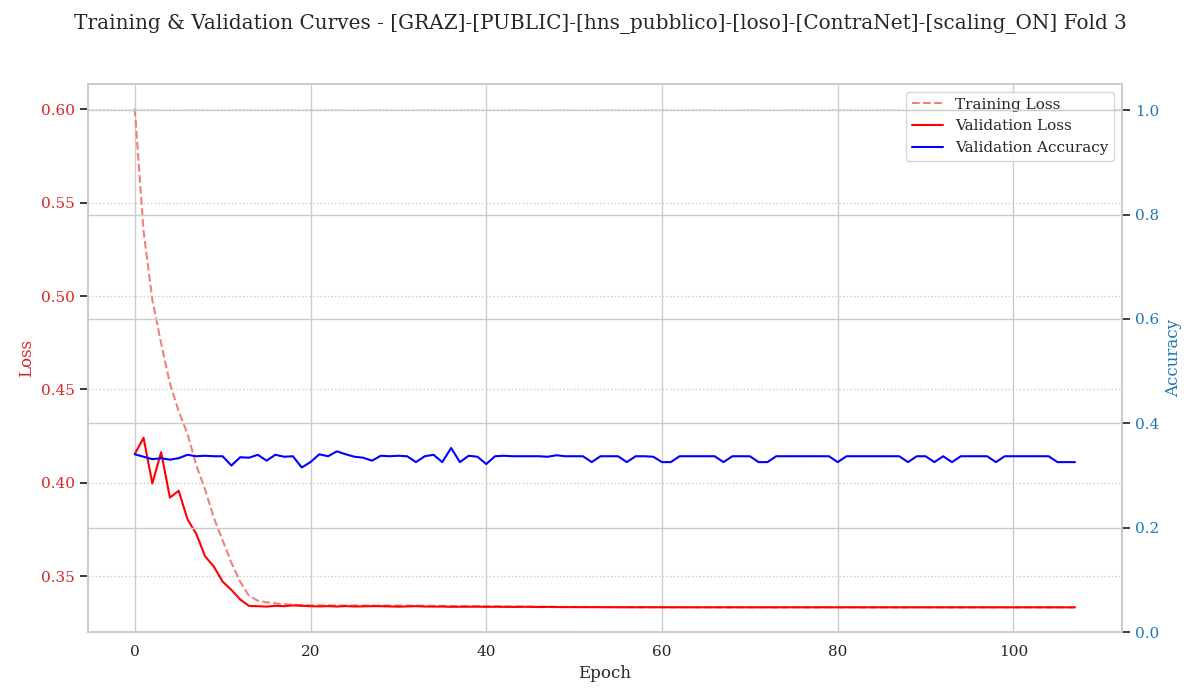 Training & Validation Curves - [GRAZ]-[PUBLIC]-[hns_pubblico]-[loso]-[ContraNet]-[scaling_ON] Fold 3
Training Loss
Validation Loss
Validation Accuracy
Loss
0.60
0.55
0.50
0.45
0.40
0.35
1.0
0.8
0.6
0.4
0.2
0.0
Accuracy
0
20
40
60
80
100
Epoch